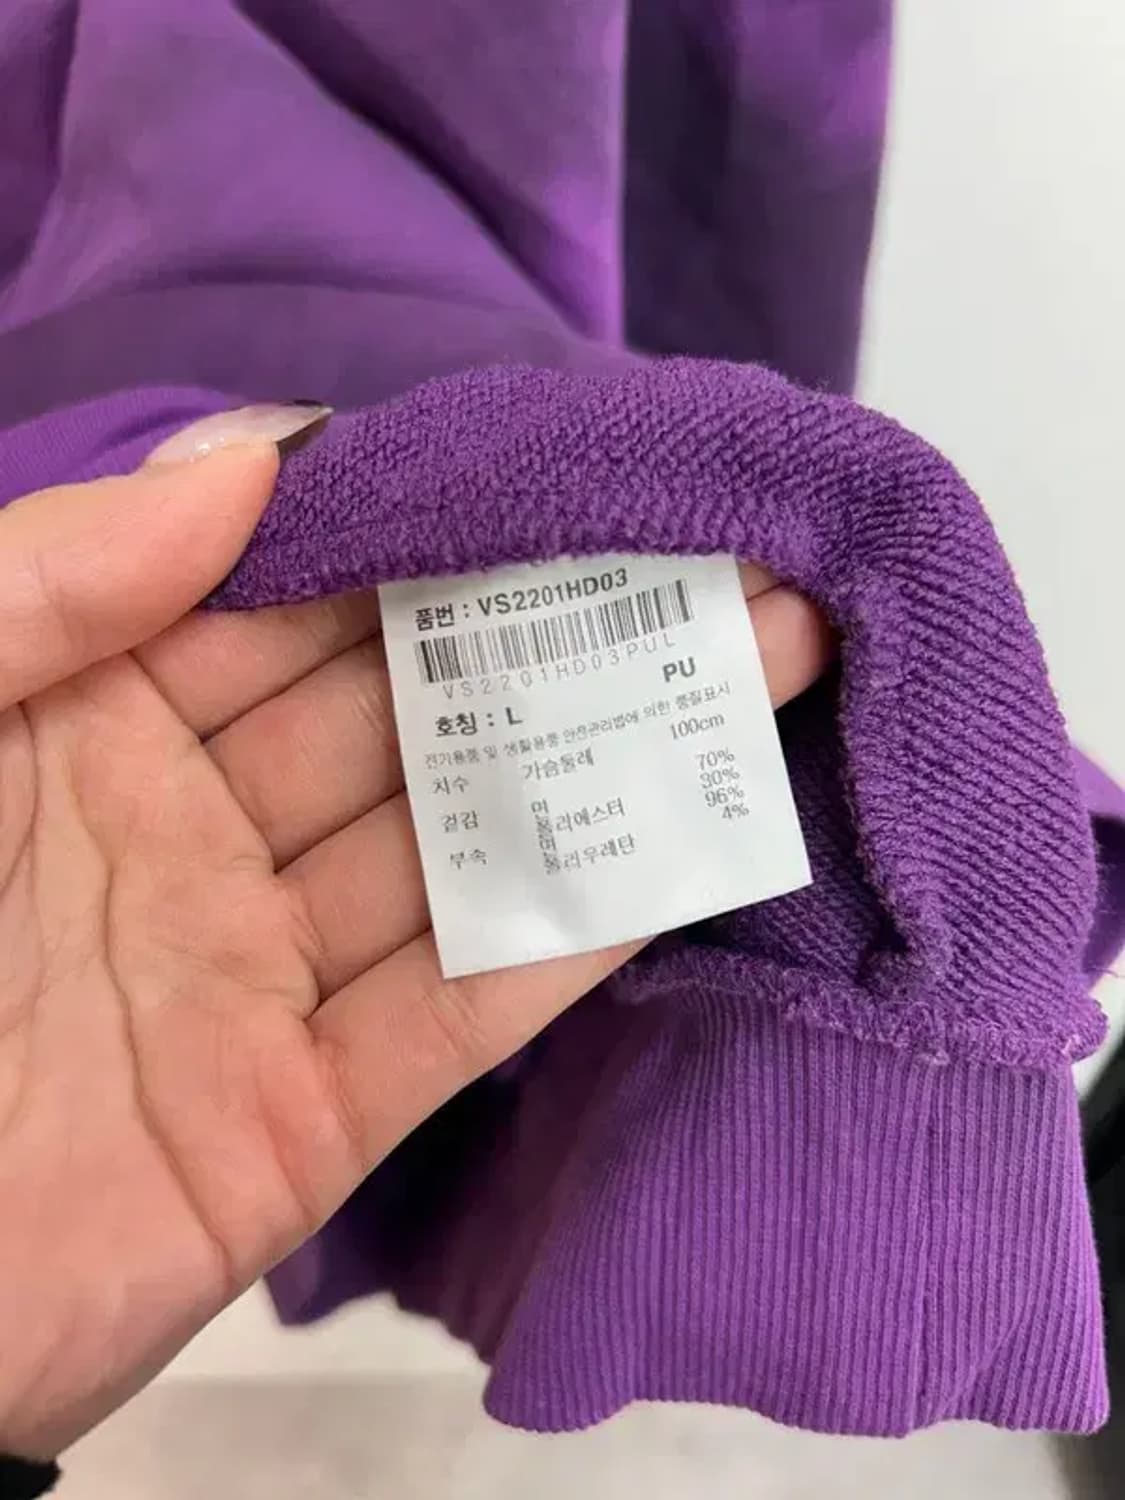 품번 : VS2201HD03
VS2201HD03PUL
PU
호칭 : L
전기용품 및 생활용품 안전관리법에 의한 품질표시
치수 가슴둘레 100cm
겉감 면 70%
폴리에스터 30%
부속 면 96%
폴리우레탄 4%